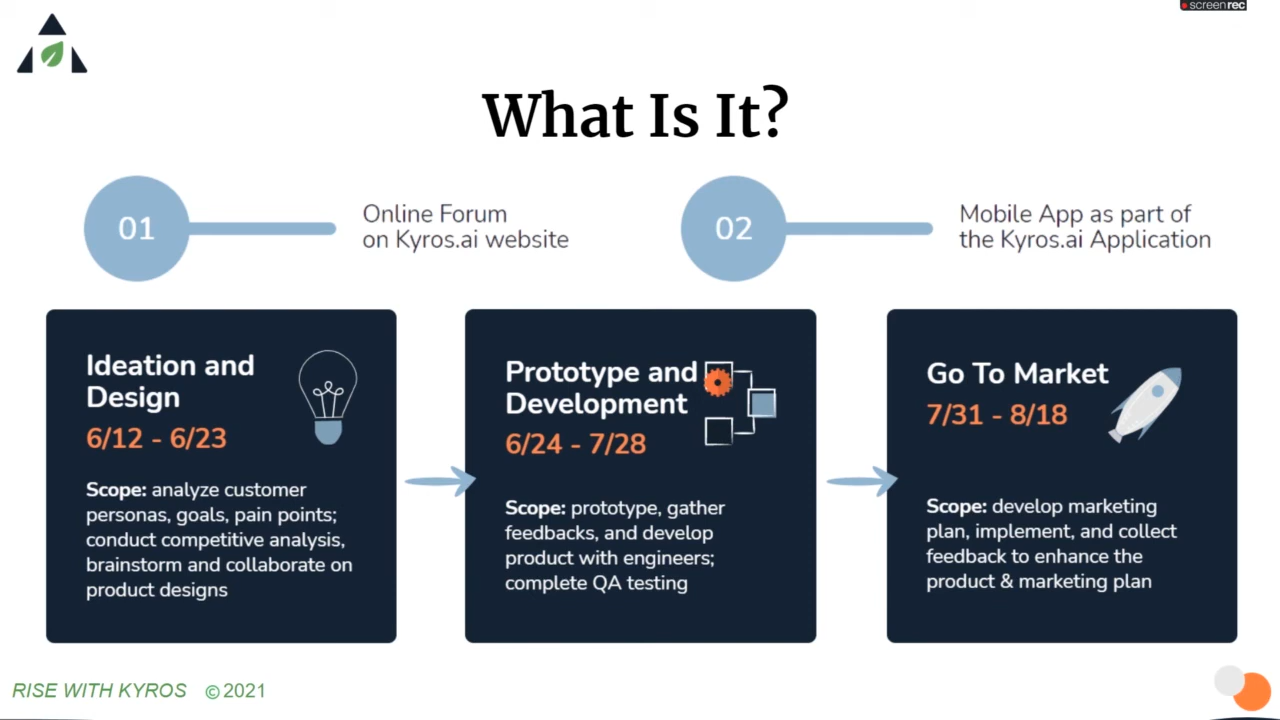 screenrec
What Is It?
01
Online Forum
on Kyros.ai website
02
Mobile App as part of
the Kyros.ai Application
Ideation and
Design
6/12 - 6/23
Scope: analyze customer
personas, goals, pain points;
conduct competitive analysis,
brainstorm and collaborate on
product designs
Prototype and
Development
6/24 - 7/28
Scope: prototype, gather
feedbacks, and develop
product with engineers;
complete QA testing
Go To Market
7/31 - 8/18
Scope: develop marketing
plan, implement, and collect
feedback to enhance the
product & marketing plan
RISE WITH KYROS © 2021